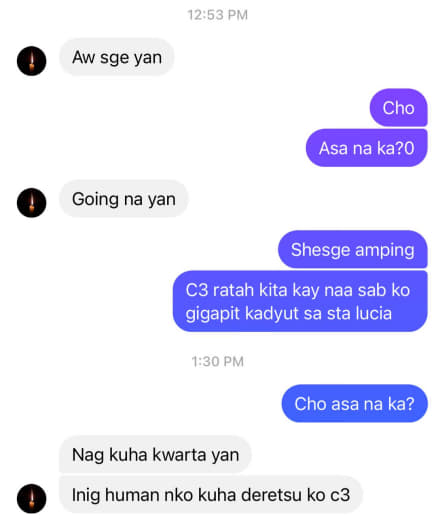 12:53 PM
Aw sge yan
Cho
Asa na ka?0
Going na yan
Shesge amping
C3 ratah kita kay naa sab ko
gigapit kadyut sa sta lucia
1:30 PM
Cho asa na ka?
Nag kuha kwarta yan
Inig human nko kuha deretsu ko c3